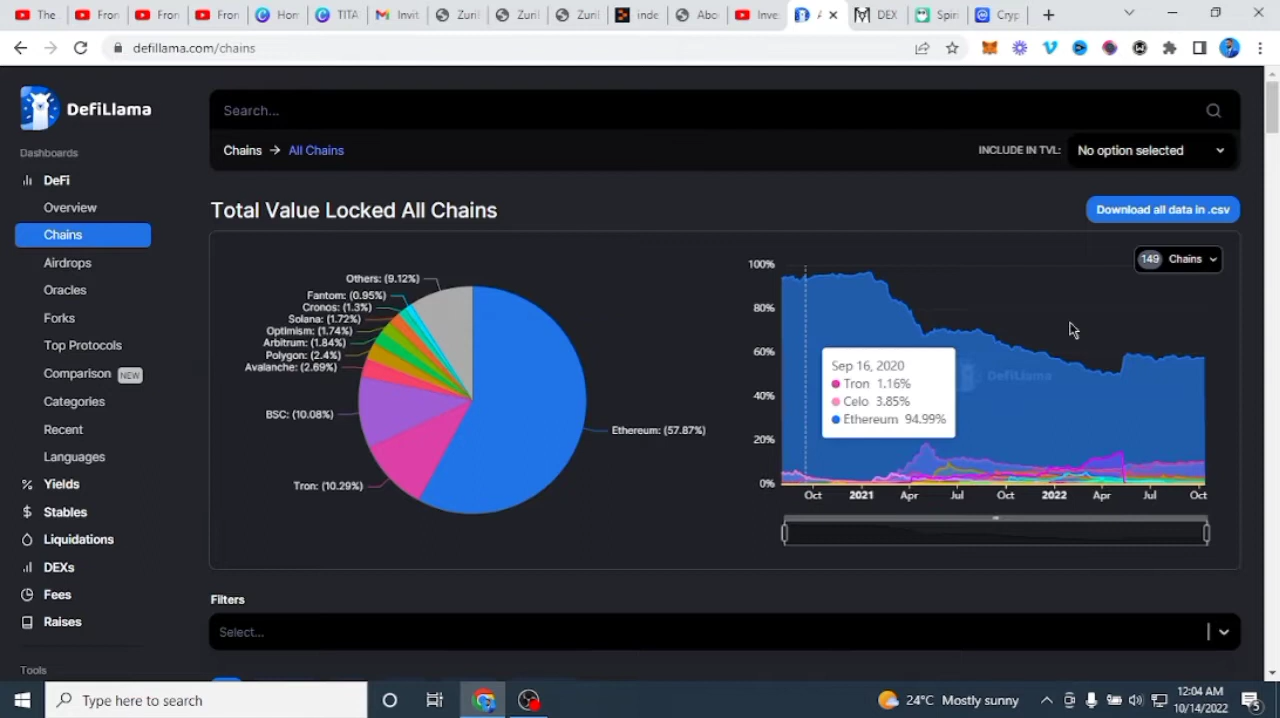 The
Fron
Fron
Fron
Hom
TITA
Invit
Zuril
Zuril
Zuril
inde
Abo
Inve
DEX
Spiri
Cryp
defillama.com/chains
DefiLlama
Search...
Chains → All Chains
INCLUDE IN TVL: No option selected
Dashboards
DeFi
Overview
Chains
Airdrops
Oracles
Forks
Top Protocols
Comparison NEW
Categories
Recent
Languages
Yields
Stables
Liquidations
DEXs
Fees
Raises
Tools
Total Value Locked All Chains
Download all data in .csv
Others: (9.12%)
Fantom: (0.95%)
Cronos: (1.3%)
Solana: (1.72%)
Optimism: (1.74%)
Arbitrum: (1.84%)
Polygon: (2.4%)
Avalanche: (2.69%)
BSC: (10.08%)
Tron: (10.29%)
Ethereum: (57.87%)
149 Chains
100%
80%
60%
40%
20%
0%
Sep 16, 2020
Tron 1.16%
Celo 3.85%
Ethereum 94.99%
DefiLlama
Oct 2021 Apr Jul Oct 2022 Apr Jul Oct
Filters
Select...
Type here to search
24°C Mostly sunny
12:04 AM
10/14/2022
5